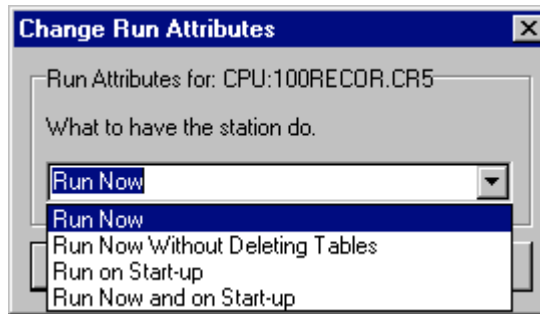 Change Run Attributes
Run Attributes for: CPU:100RECOR.CR5
What to have the station do.
Run Now
Run Now
Run Now Without Deleting Tables
Run on Start-up
Run Now and on Start-up